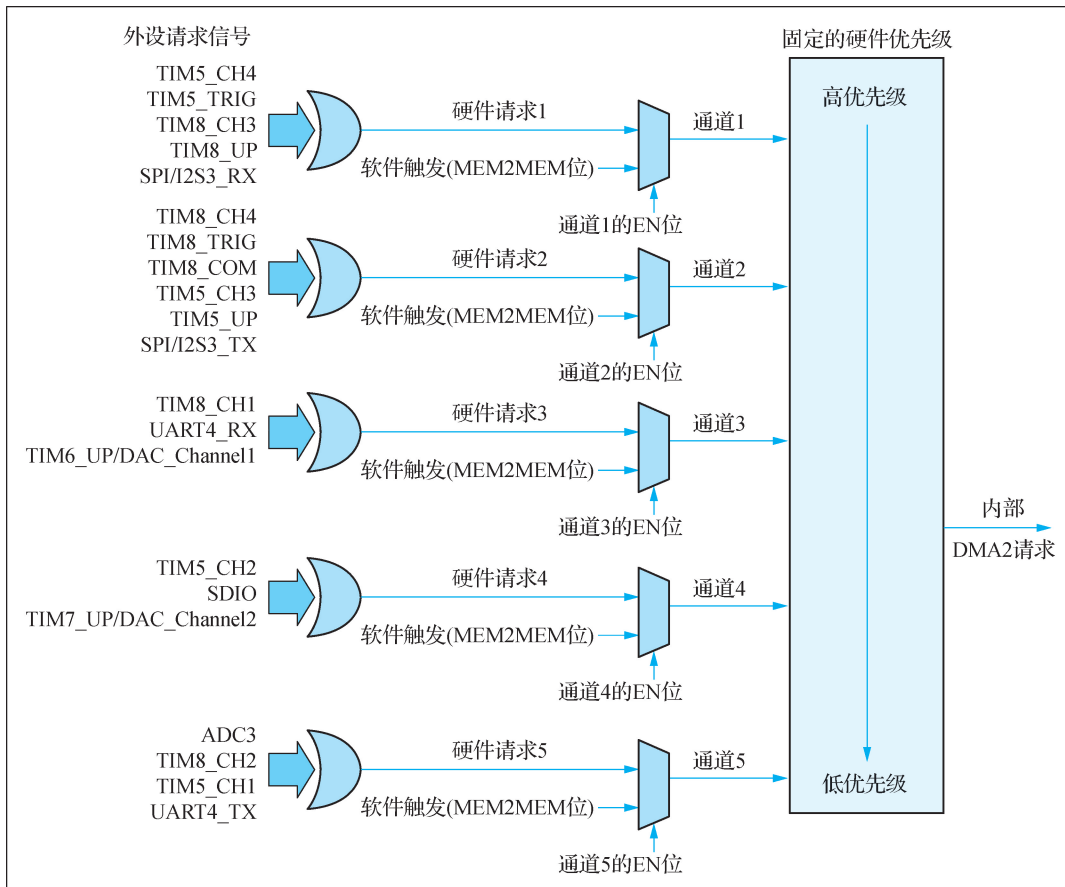 外设请求信号
固定的硬件优先级
TIM5_CH4
TIM5_TRIG
TIM8_CH3
TIM8_UP
SPI/I2S3_RX
硬件请求1
软件触发(MEM2MEM位)
通道1的EN位
通道1
高优先级
TIM8_CH4
TIM8_TRIG
TIM8_COM
TIM5_CH3
TIM5_UP
SPI/I2S3_TX
硬件请求2
软件触发(MEM2MEM位)
通道2的EN位
通道2
TIM8_CH1
UART4_RX
TIM6_UP/DAC_Channel1
硬件请求3
软件触发(MEM2MEM位)
通道3的EN位
通道3
内部
DMA2请求
TIM5_CH2
SDIO
TIM7_UP/DAC_Channel2
硬件请求4
软件触发(MEM2MEM位)
通道4的EN位
通道4
ADC3
TIM8_CH2
TIM5_CH1
UART4_TX
硬件请求5
软件触发(MEM2MEM位)
通道5的EN位
通道5
低优先级